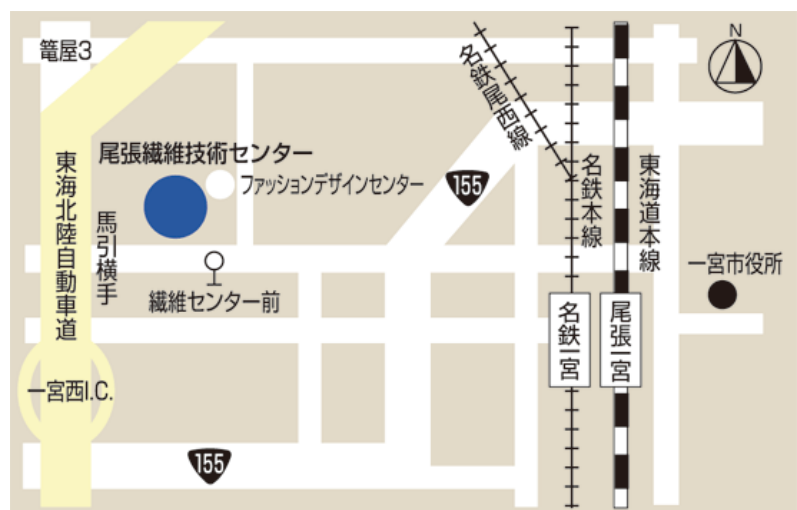 篭屋3
N
名鉄尾西線
尾張繊維技術センター
ファッションデザインセンター
155
東海北陸自動車道
馬引横手
名鉄本線
東海道本線
一宮市役所
繊維センター前
名鉄一宮
尾張一宮
一宮西I.C.
155